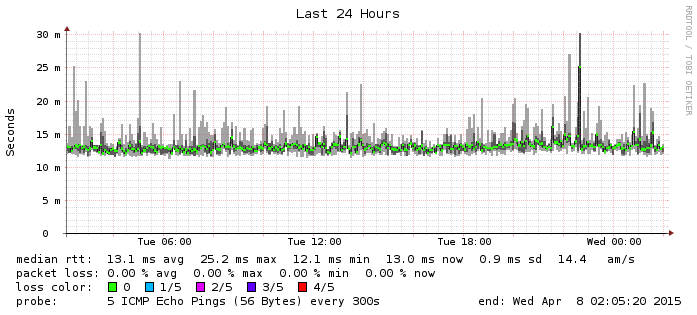 Last 24 Hours
RRDTOOL / TOBI OETIKER
Seconds
30 m
25 m
20 m
15 m
10 m
5 m
0
Tue 06:00 Tue 12:00 Tue 18:00 Wed 00:00
median rtt: 13.1 ms avg 25.2 ms max 12.1 ms min 13.0 ms now 0.9 ms sd 14.4 am/s
packet loss: 0.00 % avg 0.00 % max 0.00 % min 0.00 % now
loss color: 0 1/5 2/5 3/5 4/5
probe: 5 ICMP Echo Pings (56 Bytes) every 300s end: Wed Apr 8 02:05:20 2015